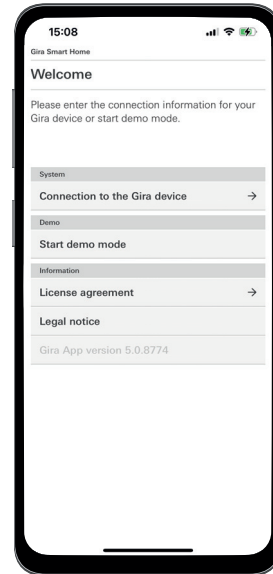 15:08
Gira Smart Home
Welcome
Please enter the connection information for your
Gira device or start demo mode.
System
Connection to the Gira device
Demo
Start demo mode
Information
License agreement
Legal notice
Gira App version 5.0.8774